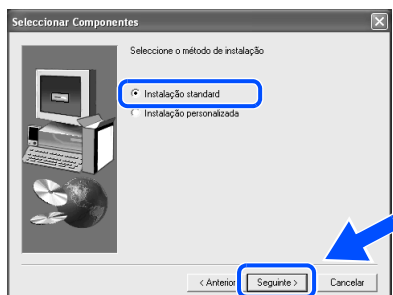 Seleccionar Componentes
Seleccione o método de instalação
Instalação standard
Instalação personalizada
< Anterior
Seguinte >
Cancelar